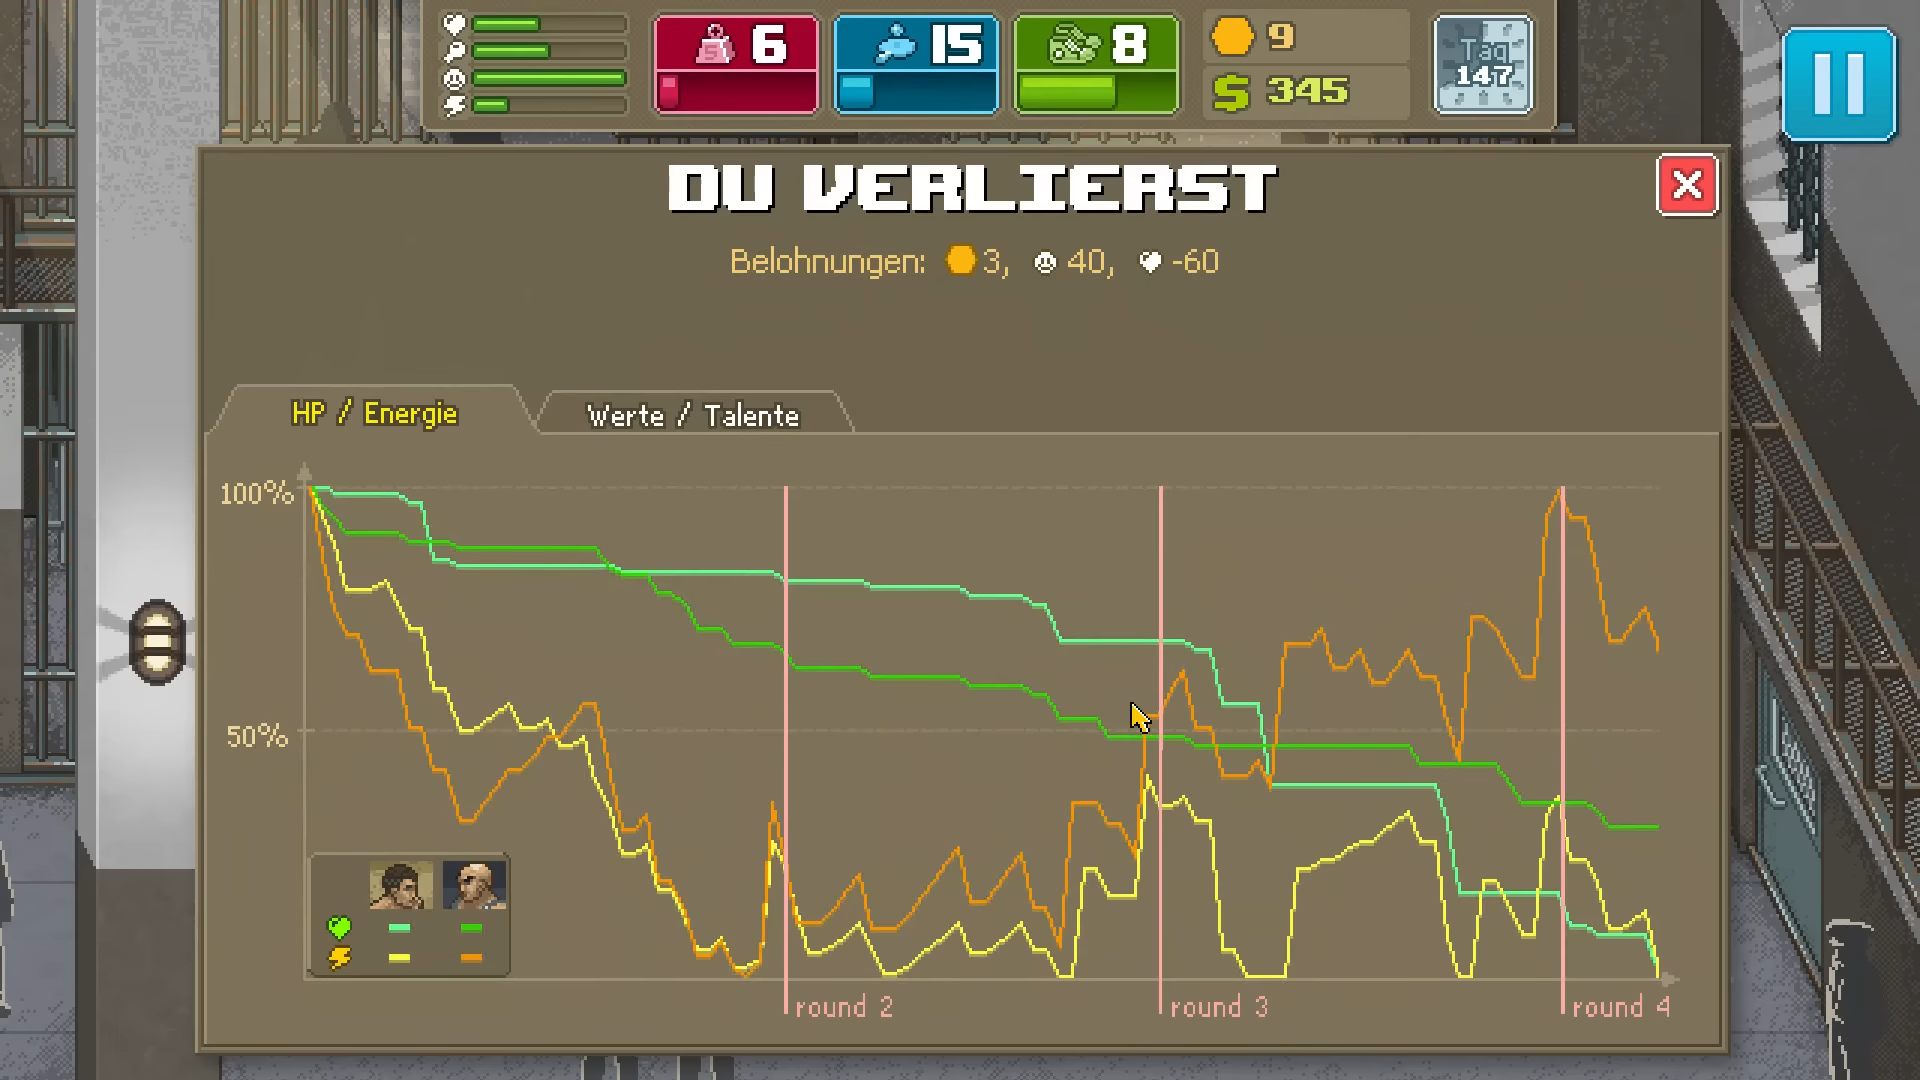 6
15
8
9
$ 345
Tag
147
DU VERLIERST
Belohnungen: 3, 40, -60
HP / Energie
Werte / Talente
100%
50%
round 2
round 3
round 4